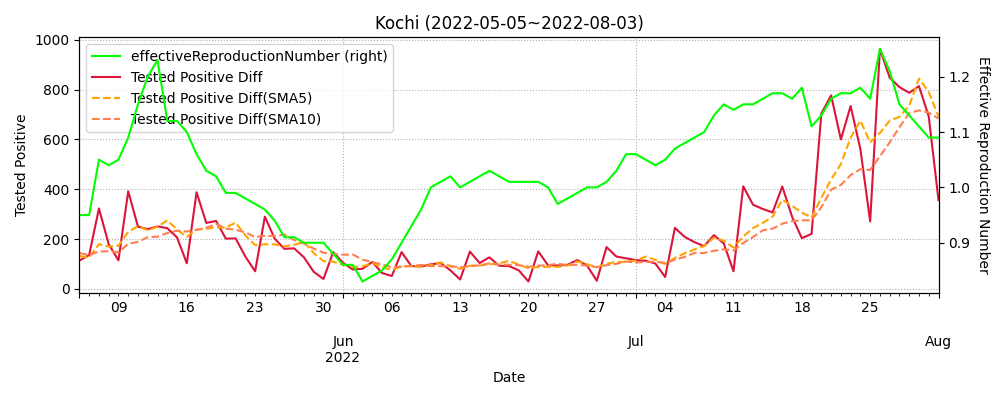 Kochi (2022-05-05~2022-08-03)
effectiveReproductionNumber (right)
Tested Positive Diff
Tested Positive Diff(SMA5)
Tested Positive Diff(SMA10)
Tested Positive
1000
800
600
400
200
0
Effective Reproduction Number
1.2
1.1
1.0
0.9
09 16 23 30 06 13 20 27 04 11 18 25
Jun Jul Aug
2022
Date